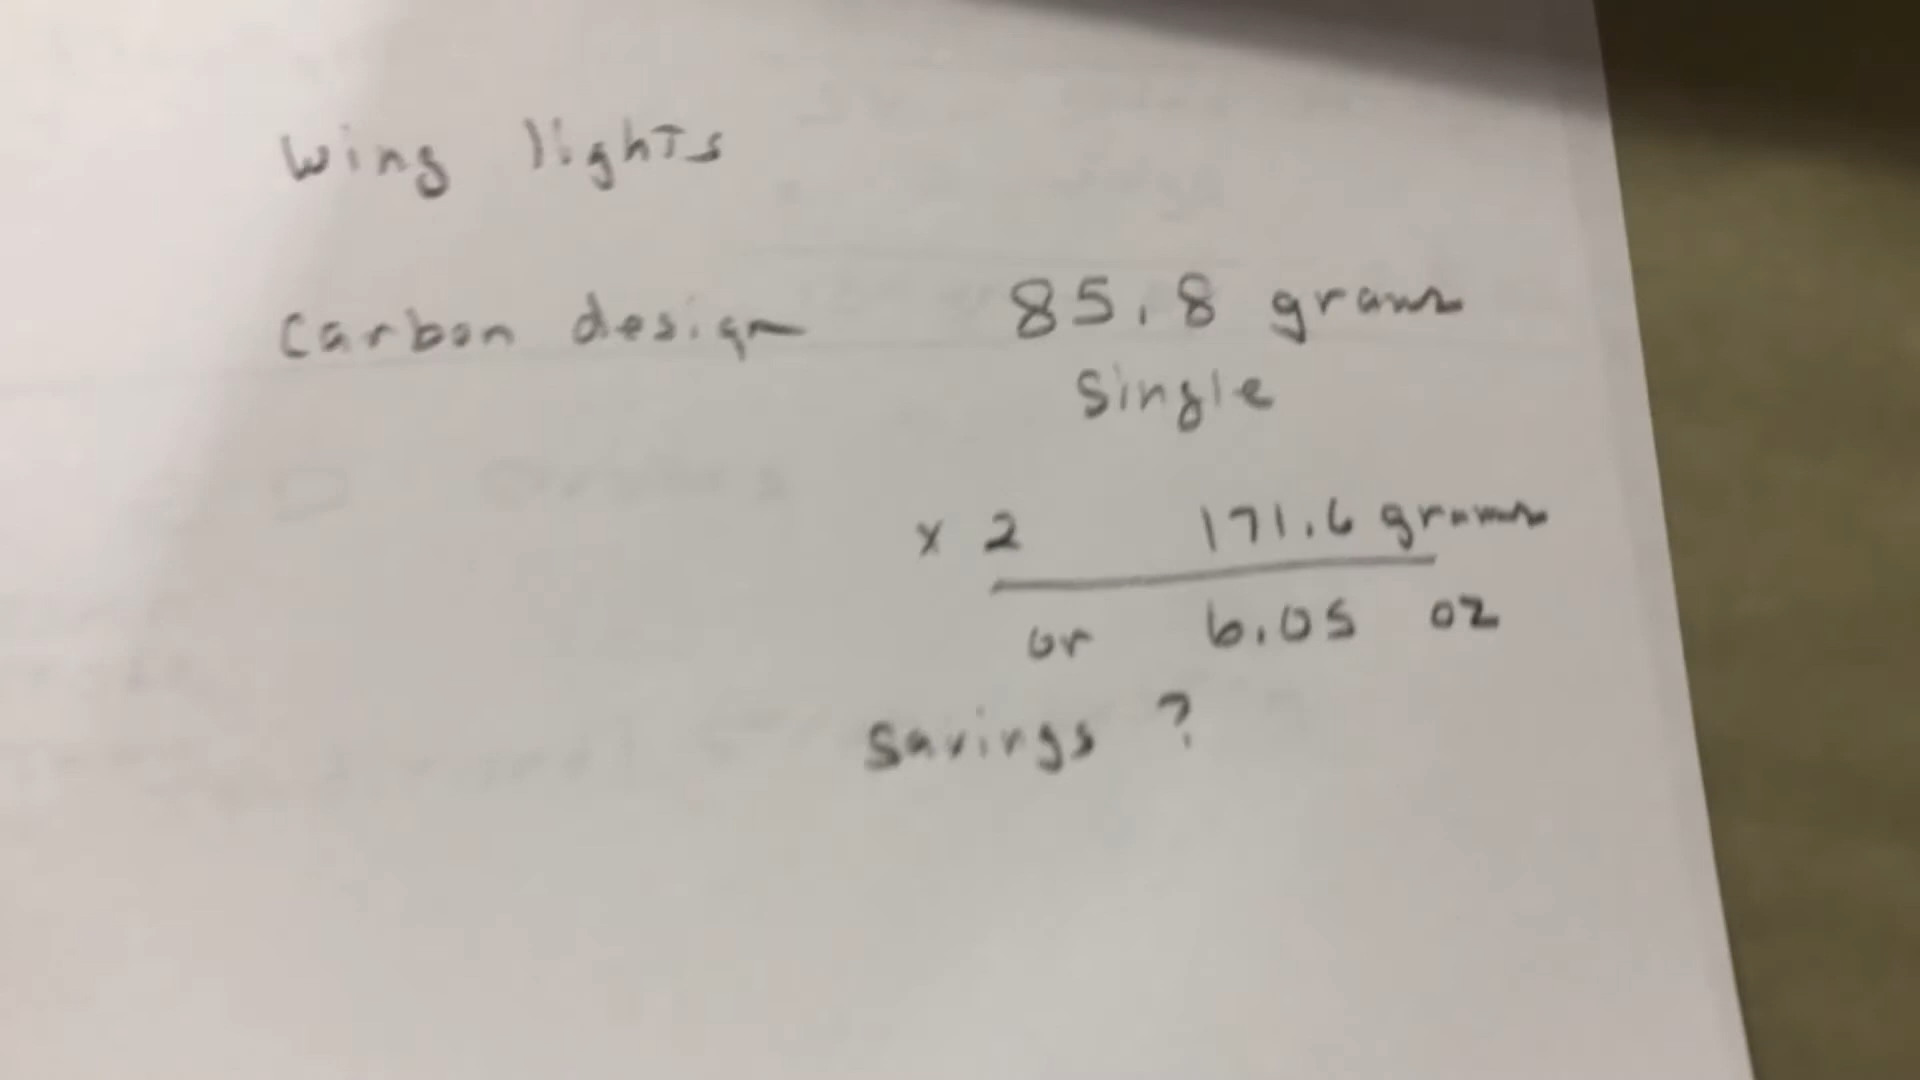 Wing lights
Carbon design 85.8 grams
Single
x 2 171.6 grams
or 6.05 oz
Savings ?